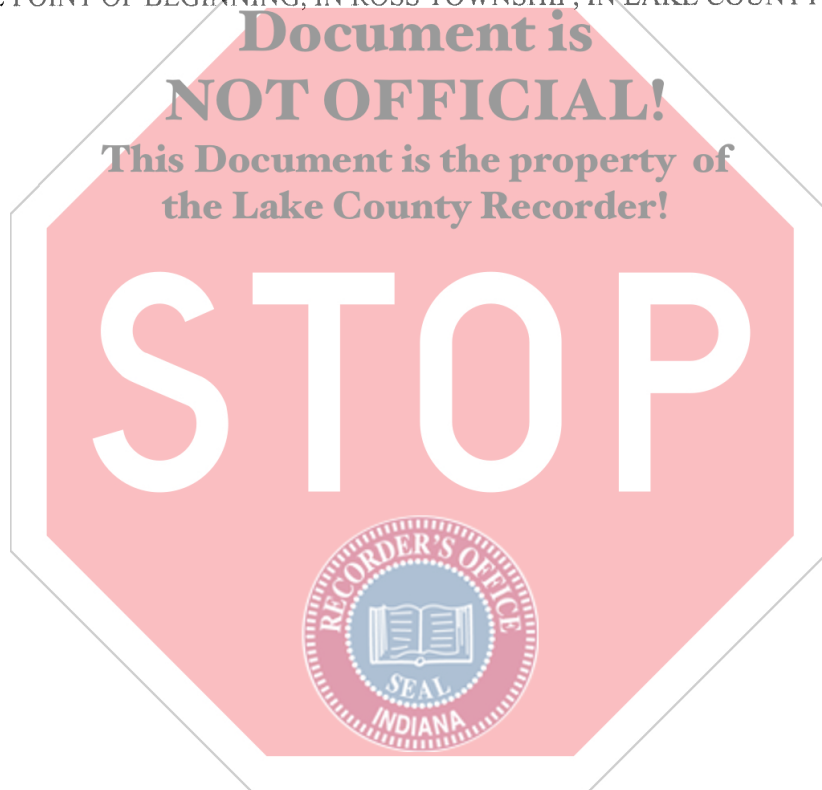 POINT OF BEGINNING, IN ROSS TOWNSHIP, IN LAKE COUNTY
Document is
NOT OFFICIAL!
This Document is the property of
the Lake County Recorder!
STOP
RECORDER'S OFFICE
SEAL
INDIANA